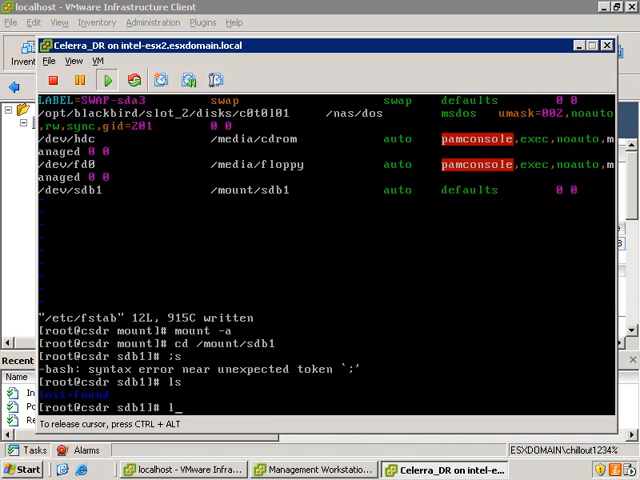 localhost - VMware Infrastructure Client
File Edit View Inventory Administration Plugins Help
Celerra_DR on intel-esx2.esxdomain.local
File View VM
Inven
LABEL=SWAP-sda3 swap swap defaults 0 0
/opt/blackbird/slot_2/disks/c0t0l01 /nas/dos msdos umask=002,noauto
,rw,sync,gid=201 0 0
/dev/hdc /media/cdrom auto pamconsole,exec,noauto,m
anaged 0 0
/dev/fd0 /media/floppy auto pamconsole,exec,noauto,m
anaged 0 0
/dev/sdb1 /mount/sdb1 auto defaults 0 0
~
~
~
~
~
~
~
~
"/etc/fstab" 12L, 915C written
[root@csdr mount]# mount -a
[root@csdr mount]# cd /mount/sdb1
[root@csdr sdb1]# ;s
-bash: syntax error near unexpected token `;'
[root@csdr sdb1]# ls
lost+found
[root@csdr sdb1]# l_
To release cursor, press CTRL + ALT
Recent
Name
In
Po
Re
Tasks Alarms ESXDOMAIN\chillout1234%
Start localhost - VMware Infra... Management Workstatio... Celerra_DR on intel-e...